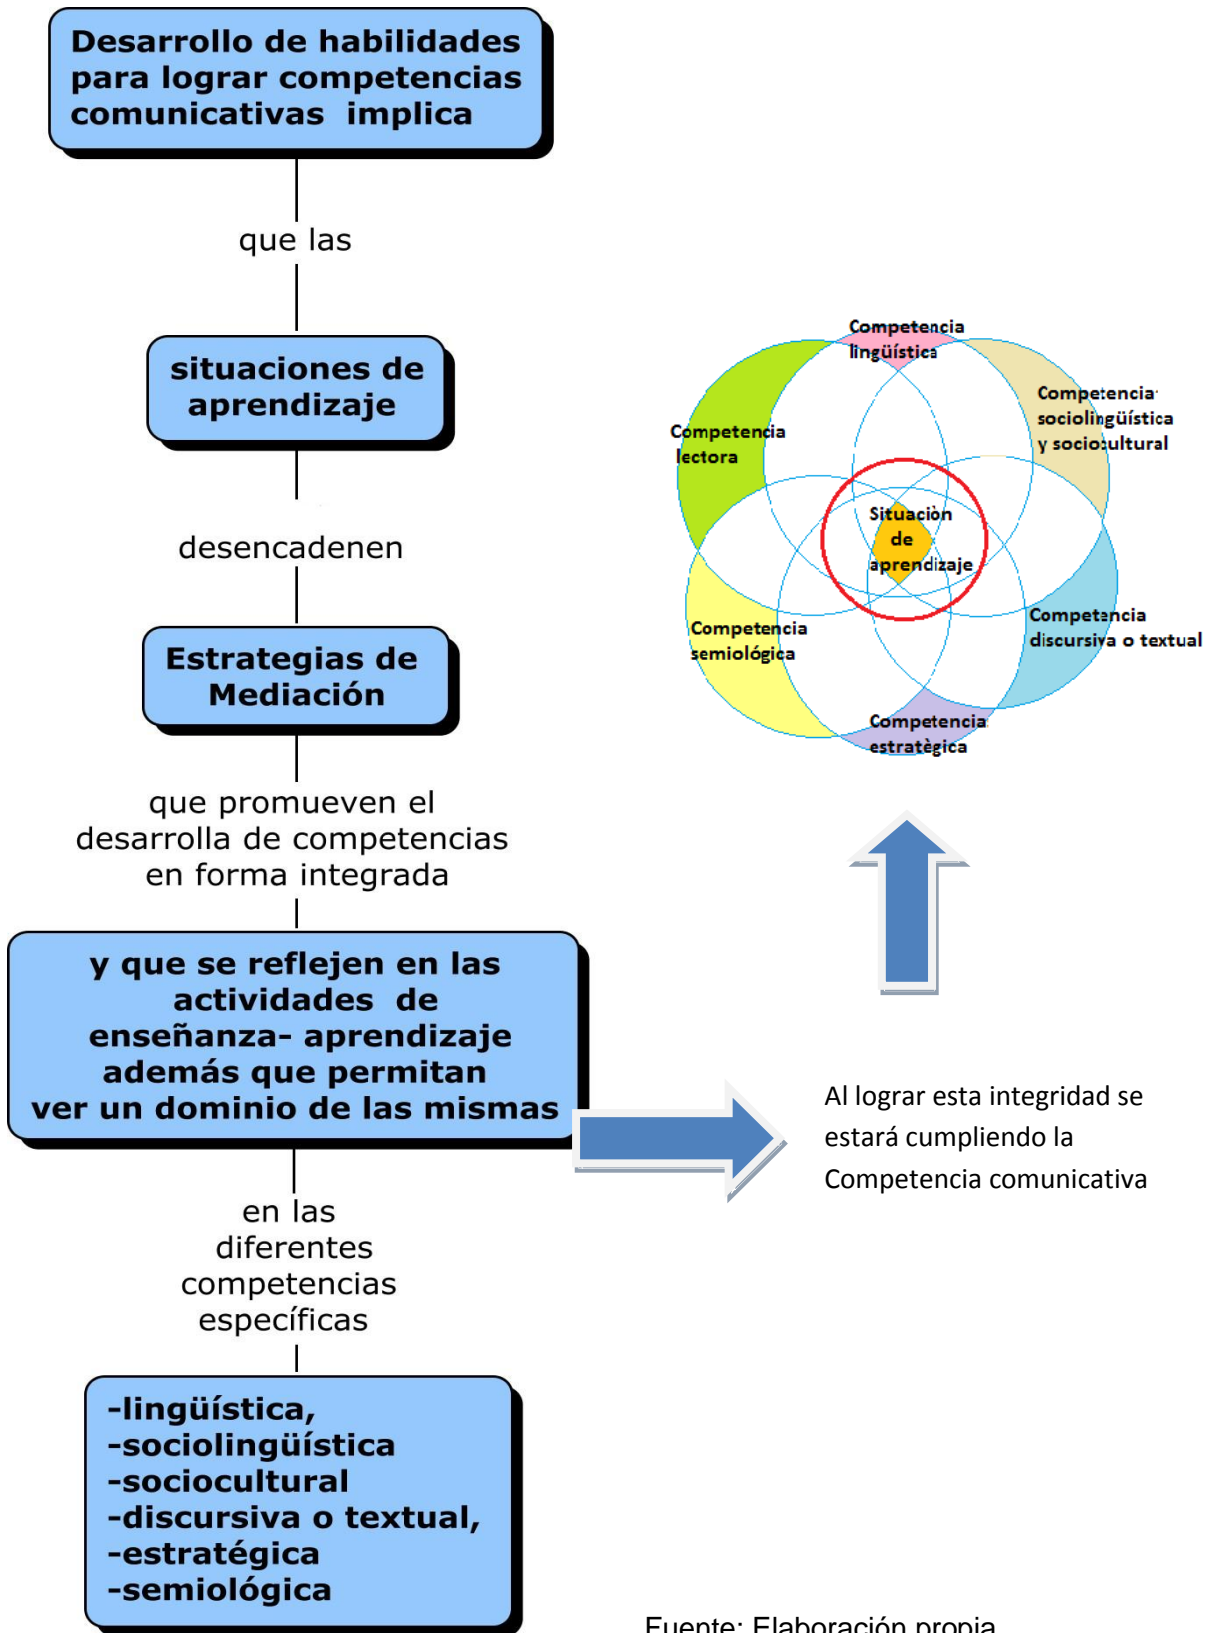 Desarrollo de habilidades
para lograr competencias
comunicativas implica
que las
situaciones de
aprendizaje
desencadenen
Estrategias de
Mediación
que promueven el
desarrolla de competencias
en forma integrada
y que se reflejen en las
actividades de
enseñanza- aprendizaje
además que permitan
ver un dominio de las mismas
en las
diferentes
competencias
específicas
-lingüística,
-sociolingüística
-sociocultural
-discursiva o textual,
-estratégica
-semiológica
Competencia
lingüística
Competencia
sociolingüística
y sociocultural
Competencia
lectora
Situaciòn
de
aprendizaje
Competencia
discursiva o textual
Competencia
semiológica
Competencia
estratègica
Al lograr esta integridad se
estará cumpliendo la
Competencia comunicativa
Fuente: Elaboración propia